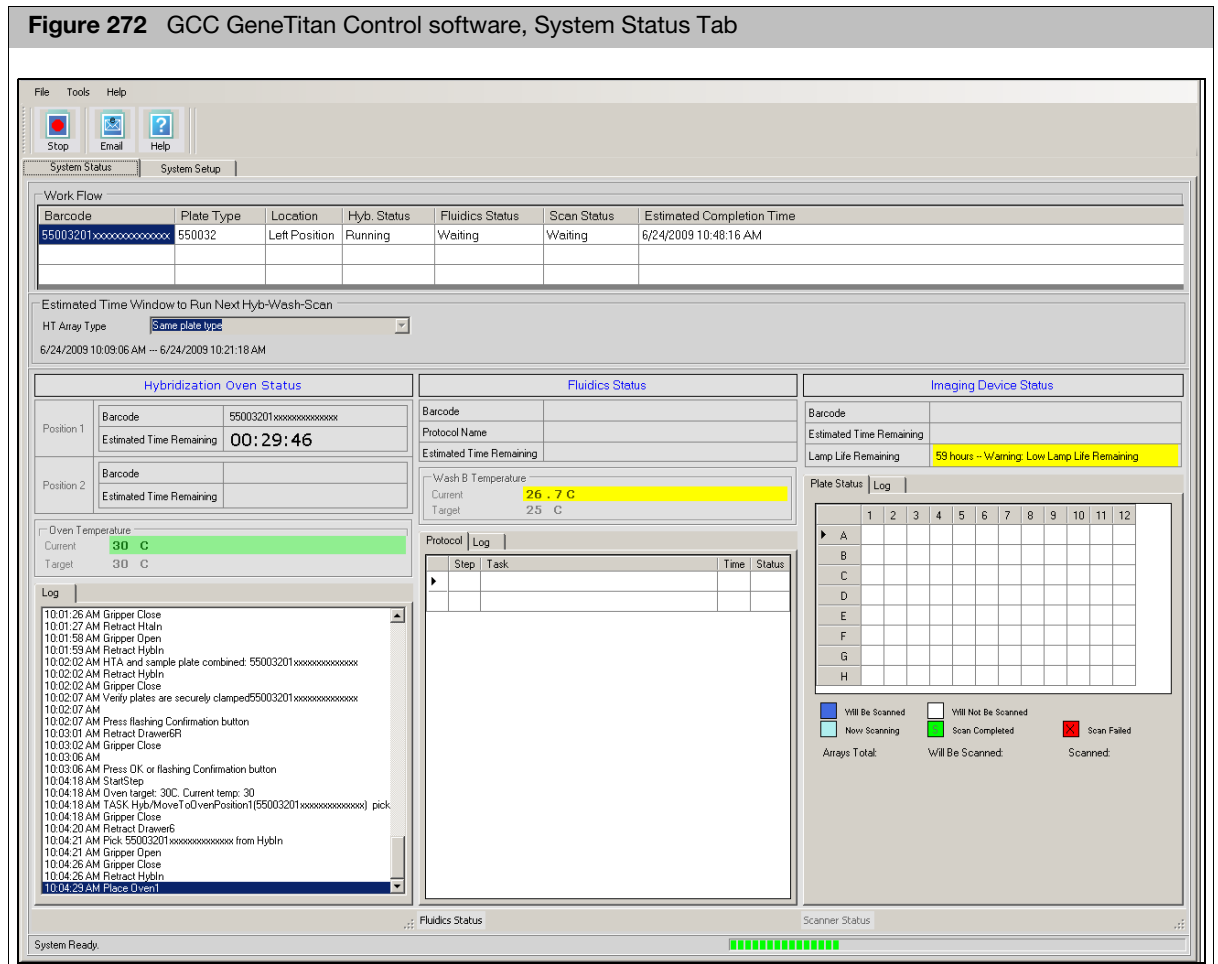 Figure 272 GCC GeneTitan Control software, System Status Tab
File Tools Help
Stop Email Help
System Status System Setup
Work Flow
Barcode Plate Type Location Hyb. Status Fluidics Status Scan Status Estimated Completion Time
55003201xxxxxxxxxxxxxx 550032 Left Position Running Waiting Waiting 6/24/2009 10:48:16 AM
Estimated Time Window to Run Next Hyb-Wash-Scan
HT Array Type Same plate type
6/24/2009 10:09:06 AM --- 6/24/2009 10:21:18 AM
Hybridization Oven Status
Position 1
Barcode 55003201xxxxxxxxxxxxxx
Estimated Time Remaining 00:29:46
Position 2
Barcode
Estimated Time Remaining
Oven Temperature
Current 30 C
Target 30 C
Log
10:01:26 AM Gripper Close
10:01:27 AM Retract HtaIn
10:01:58 AM Gripper Open
10:01:59 AM Retract HybIn
10:02:02 AM HTA and sample plate combined: 55003201xxxxxxxxxxxxxx
10:02:02 AM Retract HybIn
10:02:02 AM Gripper Close
10:02:07 AM Verify plates are securely clamped55003201xxxxxxxxxxxxxx
10:02:07 AM
10:02:07 AM Press flashing Confirmation button
10:03:01 AM Retract Drawer6R
10:03:02 AM Gripper Close
10:03:06 AM
10:03:06 AM Press OK or flashing Confirmation button
10:04:18 AM StartStep
10:04:18 AM Oven target: 30C. Current temp: 30
10:04:18 AM TASK Hyb/MoveToOvenPosition1(55003201xxxxxxxxxxxxxx) pick
10:04:18 AM Gripper Close
10:04:20 AM Retract Drawer6
10:04:21 AM Pick 55003201xxxxxxxxxxxxxx from HybIn
10:04:21 AM Gripper Open
10:04:26 AM Gripper Close
10:04:26 AM Retract HybIn
10:04:29 AM Place Oven1
Fluidics Status
Barcode
Protocol Name
Estimated Time Remaining
Wash B Temperature
Current 26.7 C
Target 25 C
Protocol Log
Step Task Time Status
Fluidics Status
Imaging Device Status
Barcode
Estimated Time Remaining
Lamp Life Remaining 59 hours -- Warning: Low Lamp Life Remaining
Plate Status Log
1 2 3 4 5 6 7 8 9 10 11 12
A
B
C
D
E
F
G
H
Will Be Scanned Will Not Be Scanned
Now Scanning S Scan Completed X Scan Failed
Arrays Total: Will Be Scanned: Scanned:
Scanner Status
System Ready.